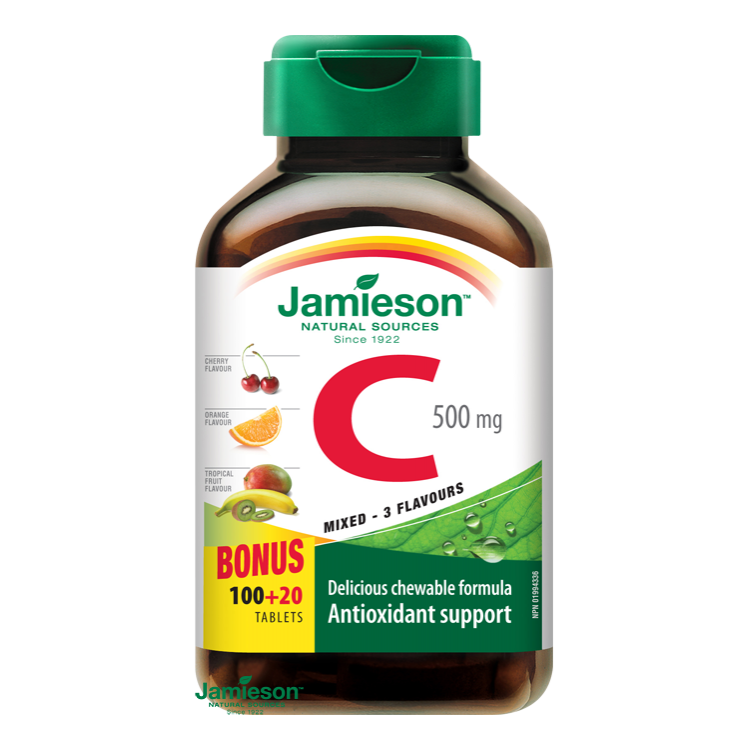 Jamieson™
NATURAL SOURCES
Since 1922
CHERRY
FLAVOUR
C
500 mg
ORANGE
FLAVOUR
TROPICAL
FRUIT
FLAVOUR
MIXED - 3 FLAVOURS
BONUS
100+20
TABLETS
Delicious chewable formula
Antioxidant support
NPN 01994336
Jamieson™
NATURAL SOURCES
Since 1922